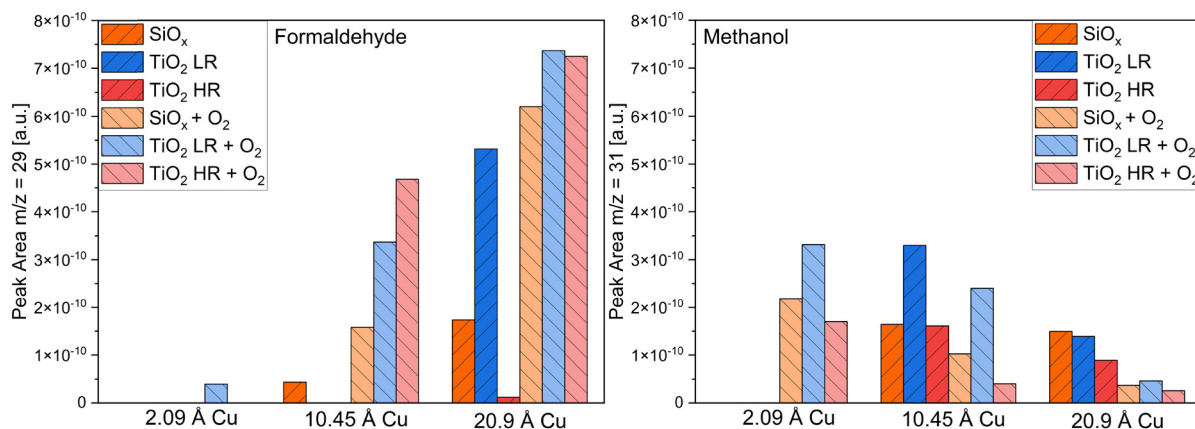 Formaldehyde
Peak Area m/z = 29 [a.u.]
8×10⁻¹⁰
7×10⁻¹⁰
6×10⁻¹⁰
5×10⁻¹⁰
4×10⁻¹⁰
3×10⁻¹⁰
2×10⁻¹⁰
1×10⁻¹⁰
0
SiOₓ
TiO₂ LR
TiO₂ HR
SiOₓ + O₂
TiO₂ LR + O₂
TiO₂ HR + O₂
2.09 Å Cu
10.45 Å Cu
20.9 Å Cu
Methanol
Peak Area m/z = 31 [a.u.]
8×10⁻¹⁰
7×10⁻¹⁰
6×10⁻¹⁰
5×10⁻¹⁰
4×10⁻¹⁰
3×10⁻¹⁰
2×10⁻¹⁰
1×10⁻¹⁰
0
SiOₓ
TiO₂ LR
TiO₂ HR
SiOₓ + O₂
TiO₂ LR + O₂
TiO₂ HR + O₂
2.09 Å Cu
10.45 Å Cu
20.9 Å Cu